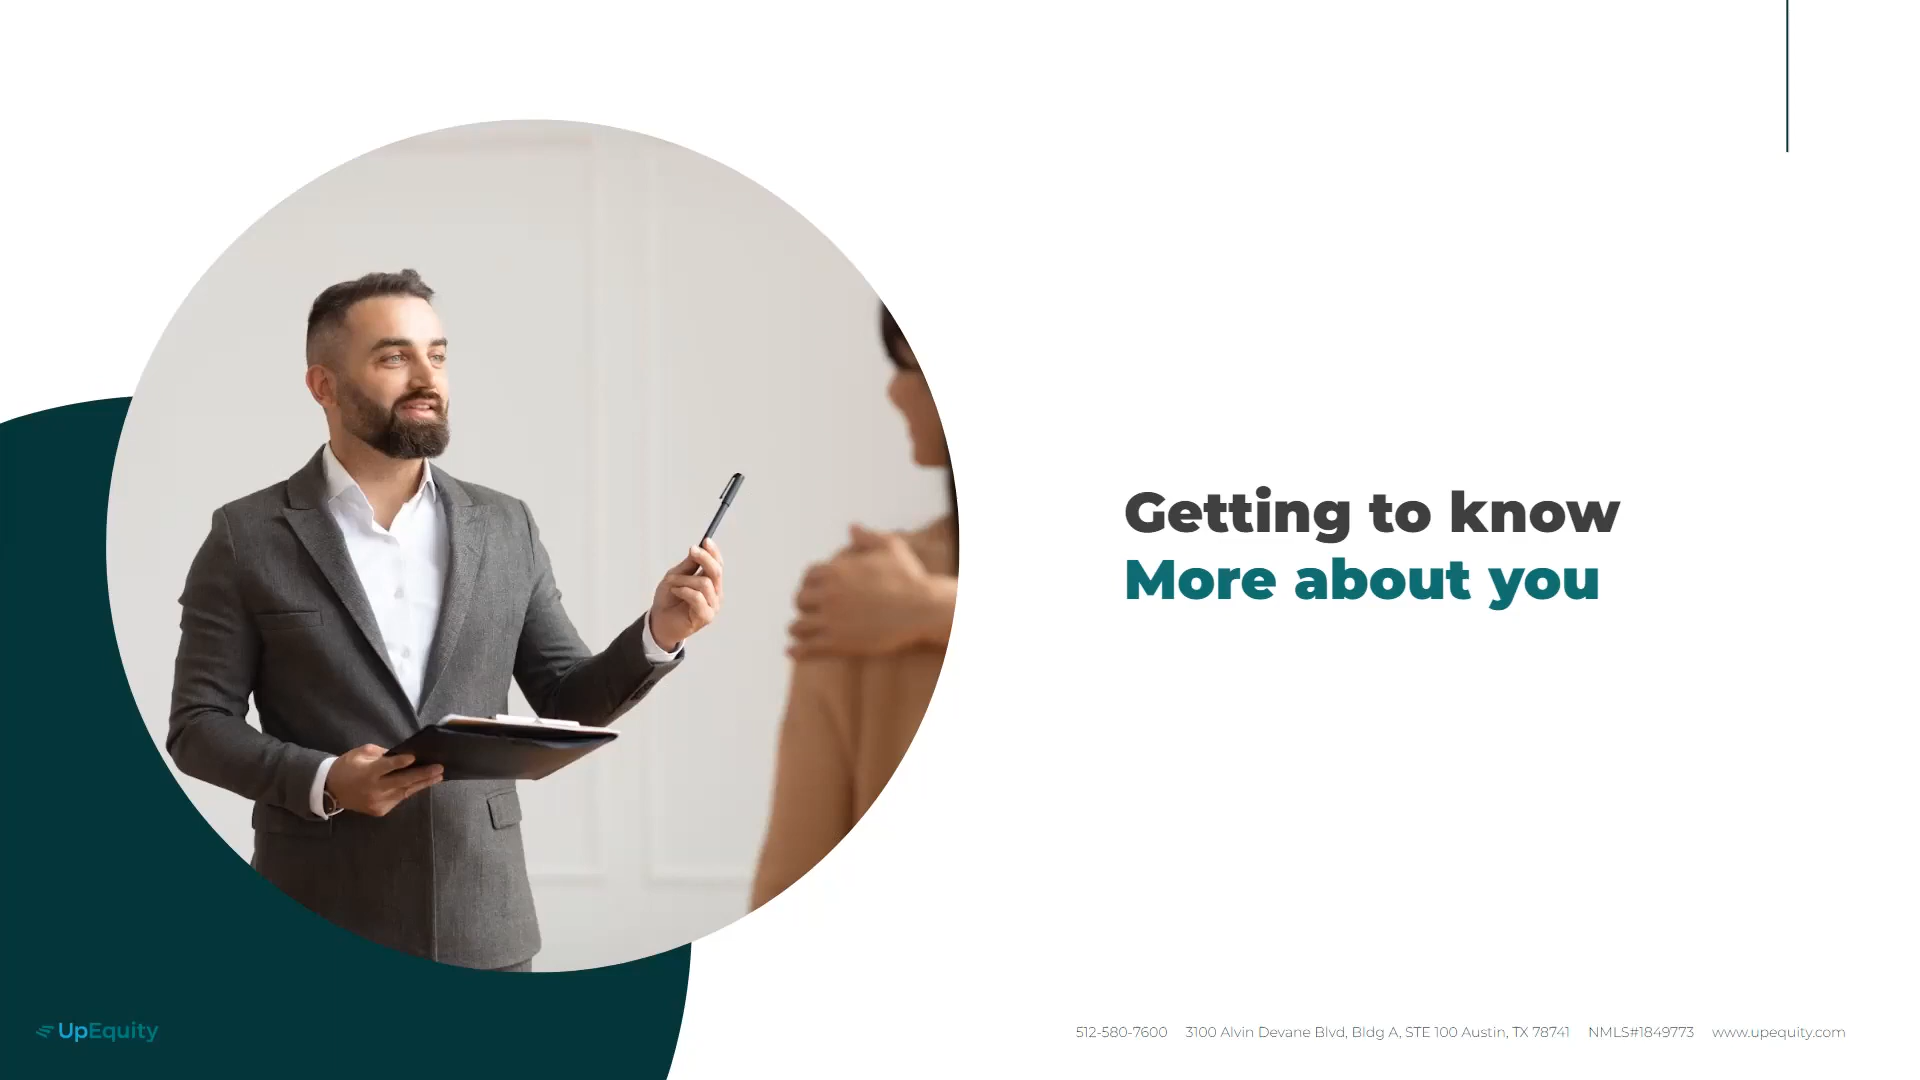 Getting to know
More about you
UpEquity
512-580-7600 3100 Alvin Devane Blvd, Bldg A, STE 100 Austin, TX 78741 NMLS#1849773 www.upequity.com